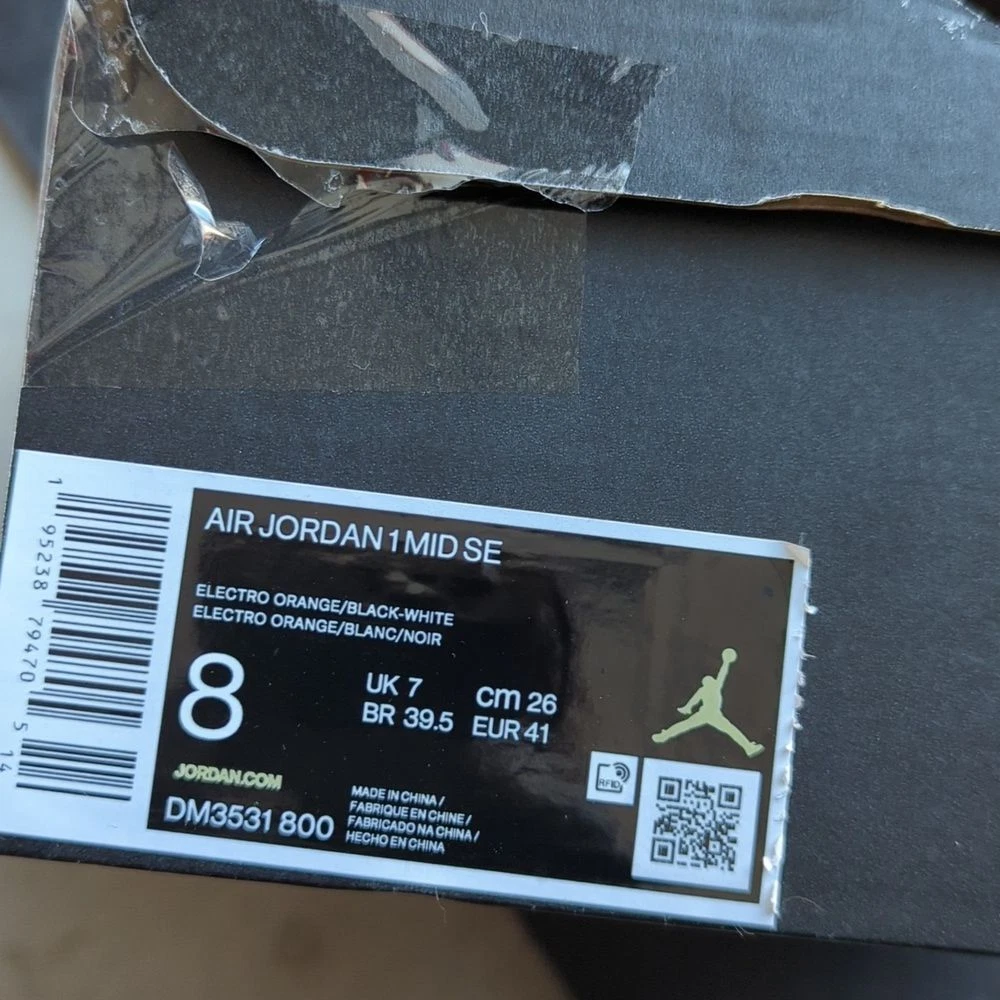 AIR JORDAN 1 MID SE
ELECTRO ORANGE/BLACK-WHITE
ELECTRO ORANGE/BLANC/NOIR
8
UK 7
cm 26
BR 39.5
EUR 41
JORDAN.COM
DM3531 800
MADE IN CHINA /
FABRIQUE EN CHINE /
FABRICADO NA CHINA /
HECHO EN CHINA
RFID
1 95238 79470 5 14